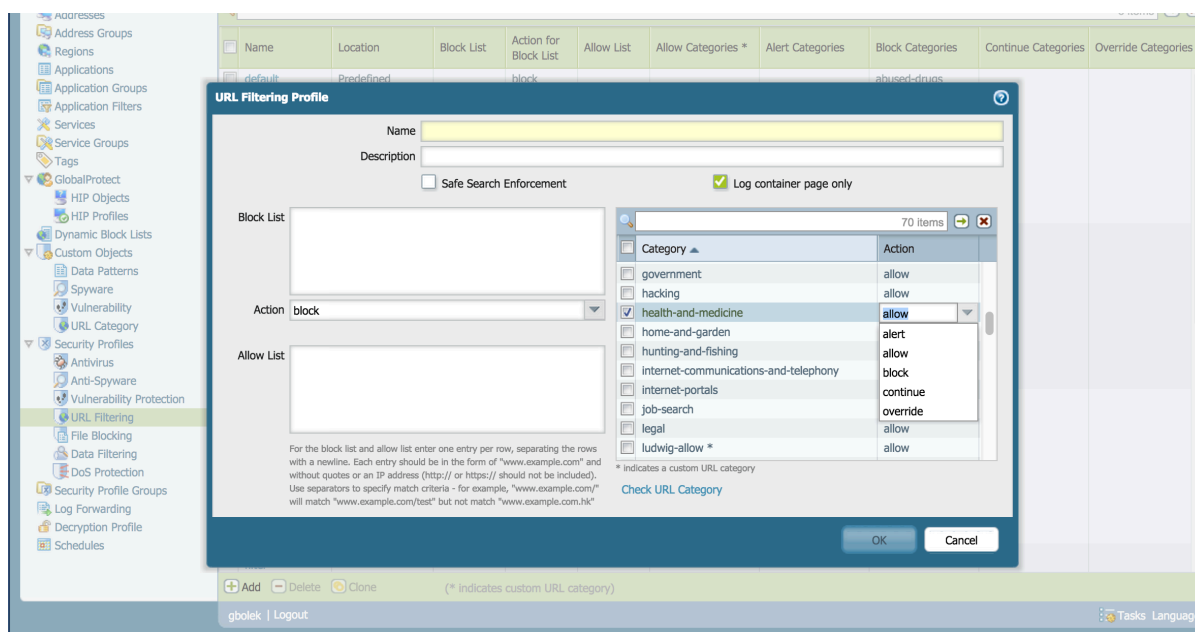 Addresses
Address Groups
Regions
Applications
Application Groups
Application Filters
Services
Service Groups
Tags
GlobalProtect
HIP Objects
HIP Profiles
Dynamic Block Lists
Custom Objects
Data Patterns
Spyware
Vulnerability
URL Category
Security Profiles
Antivirus
Anti-Spyware
Vulnerability Protection
URL Filtering
File Blocking
Data Filtering
DoS Protection
Security Profile Groups
Log Forwarding
Decryption Profile
Schedules
items
Name Location Block List Action for Block List Allow List Allow Categories * Alert Categories Block Categories Continue Categories Override Categories
default Predefined block abused-drugs
URL Filtering Profile
Name
Description
Safe Search Enforcement Log container page only
Block List
Action block
Allow List
For the block list and allow list enter one entry per row, separating the rows
with a newline. Each entry should be in the form of "www.example.com" and
without quotes or an IP address (http:// or https:// should not be included).
Use separators to specify match criteria - for example, "www.example.com/"
will match "www.example.com/test" but not match "www.example.com.hk"
70 items
Category Action
government allow
hacking allow
health-and-medicine allow
home-and-garden
hunting-and-fishing
internet-communications-and-telephony
internet-portals
job-search
legal allow
ludwig-allow * allow
alert
allow
block
continue
override
* indicates a custom URL category
Check URL Category
OK Cancel
Add Delete Clone (* indicates custom URL category)
gbolek | Logout Tasks Languag